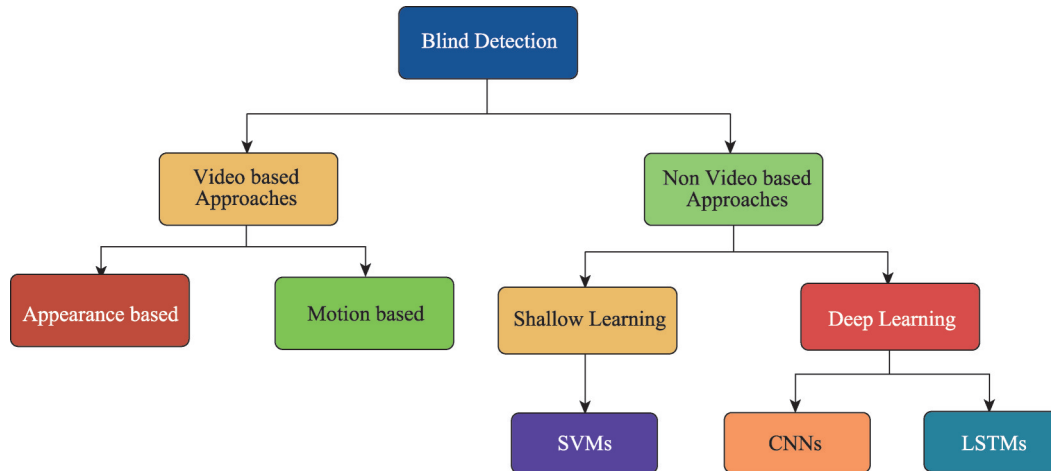 Blind Detection
Video based
Approaches
Non Video based
Approaches
Appearance based
Motion based
Shallow Learning
Deep Learning
SVMs
CNNs
LSTMs